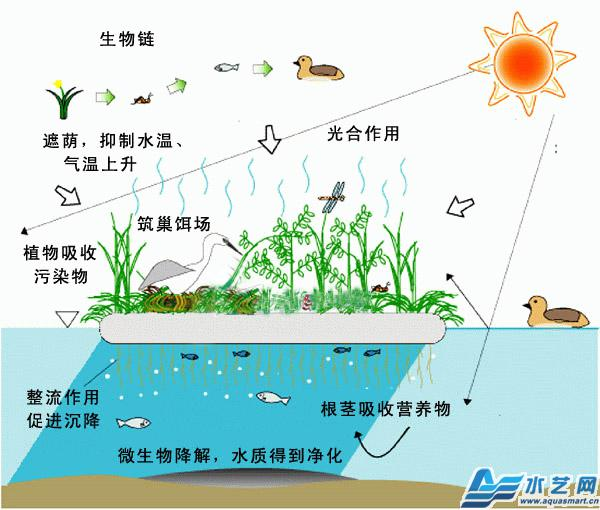 生物链
遮荫，抑制水温、
气温上升
光合作用
筑巢饵场
植物吸收
污染物
整流作用
促进沉降
根茎吸收营养物
微生物降解，水质得到净化
水艺网
www.aquasmart.cn